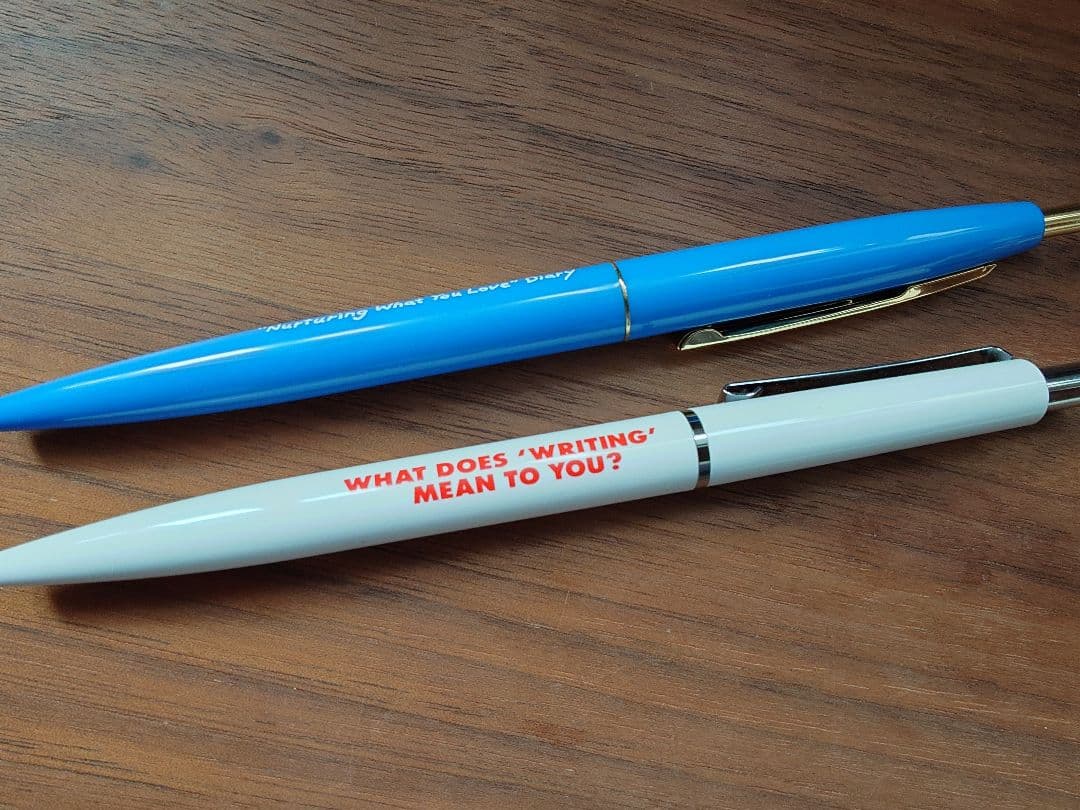 "Nurturing What You Love" Diary
WHAT DOES 'WRITING'
MEAN TO YOU?